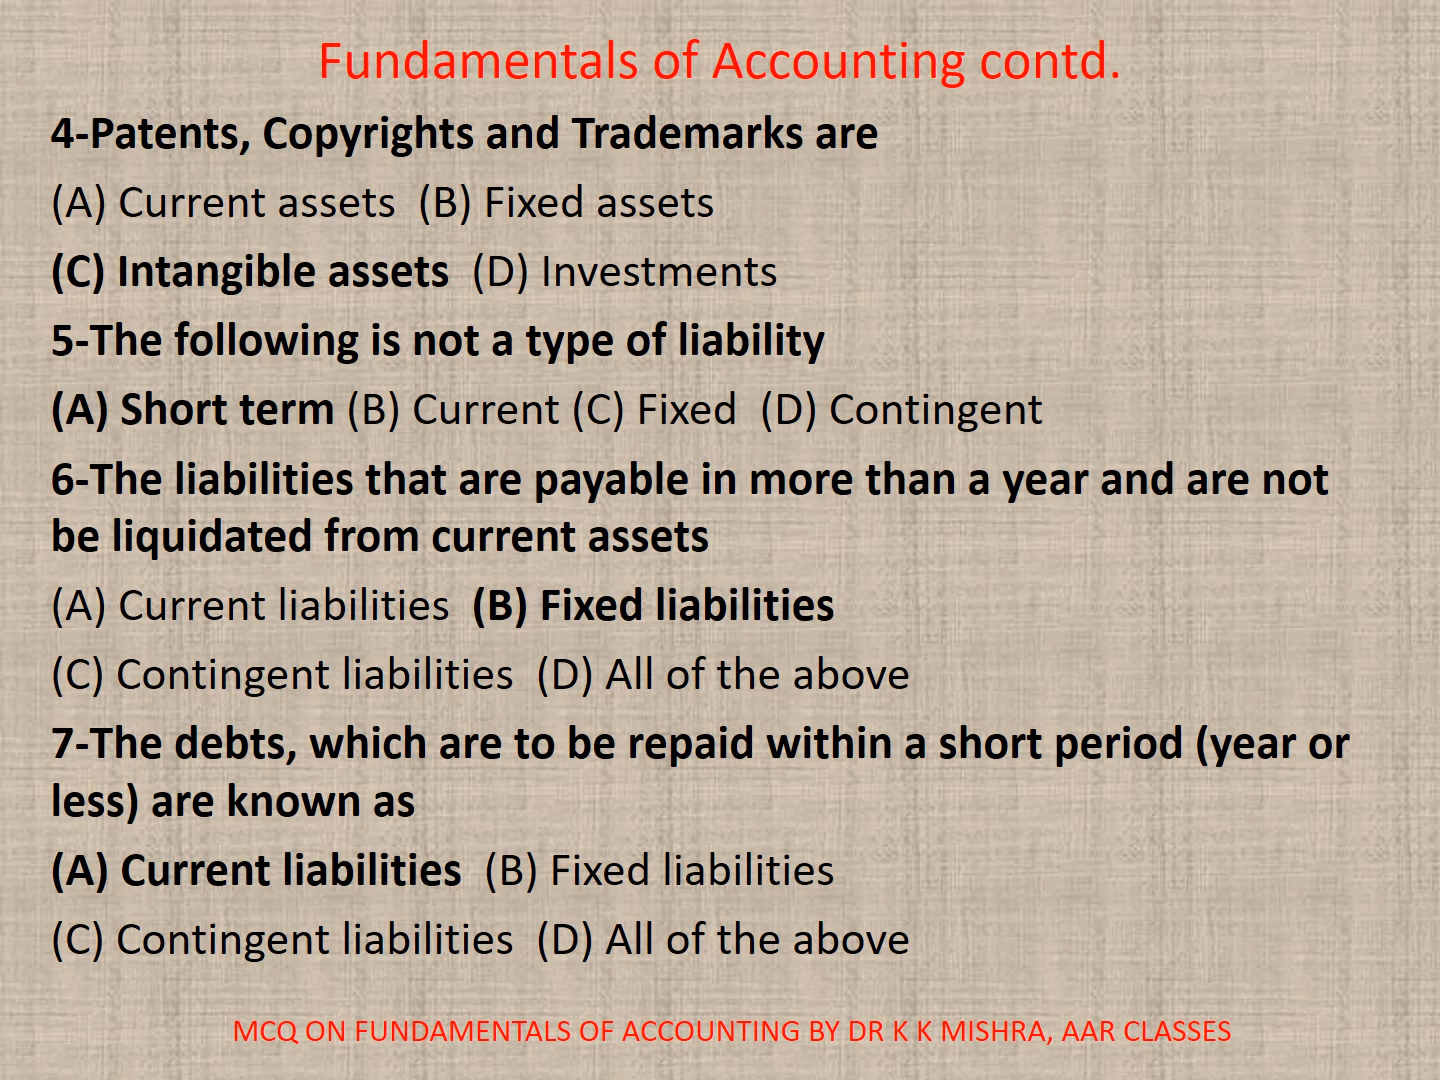 Fundamentals of Accounting contd.
4-Patents, Copyrights and Trademarks are
(A) Current assets (B) Fixed assets
(C) Intangible assets (D) Investments
5-The following is not a type of liability
(A) Short term (B) Current (C) Fixed (D) Contingent
6-The liabilities that are payable in more than a year and are not
be liquidated from current assets
(A) Current liabilities (B) Fixed liabilities
(C) Contingent liabilities (D) All of the above
7-The debts, which are to be repaid within a short period (year or
less) are known as
(A) Current liabilities (B) Fixed liabilities
(C) Contingent liabilities (D) All of the above
MCQ ON FUNDAMENTALS OF ACCOUNTING BY DR K K MISHRA, AAR CLASSES